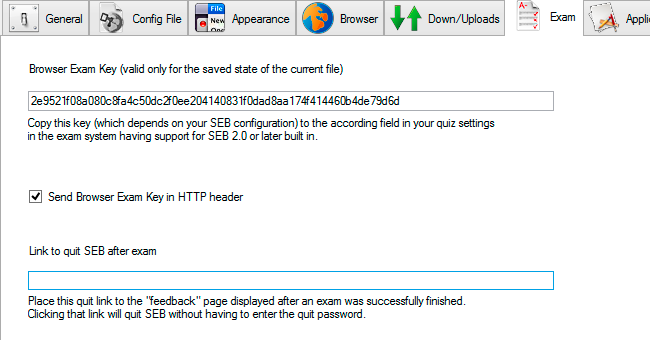 General Config File Appearance Browser Down/Uploads Exam Applic
Browser Exam Key (valid only for the saved state of the current file)
2e9521f08a080c8fa4c50dc2f0ee204140831f0dad8aa174f414460b4de79d6d
Copy this key (which depends on your SEB configuration) to the according field in your quiz settings
in the exam system having support for SEB 2.0 or later built in.
Send Browser Exam Key in HTTP header
Link to quit SEB after exam
Place this quit link to the "feedback" page displayed after an exam was successfully finished.
Clicking that link will quit SEB without having to enter the quit password.